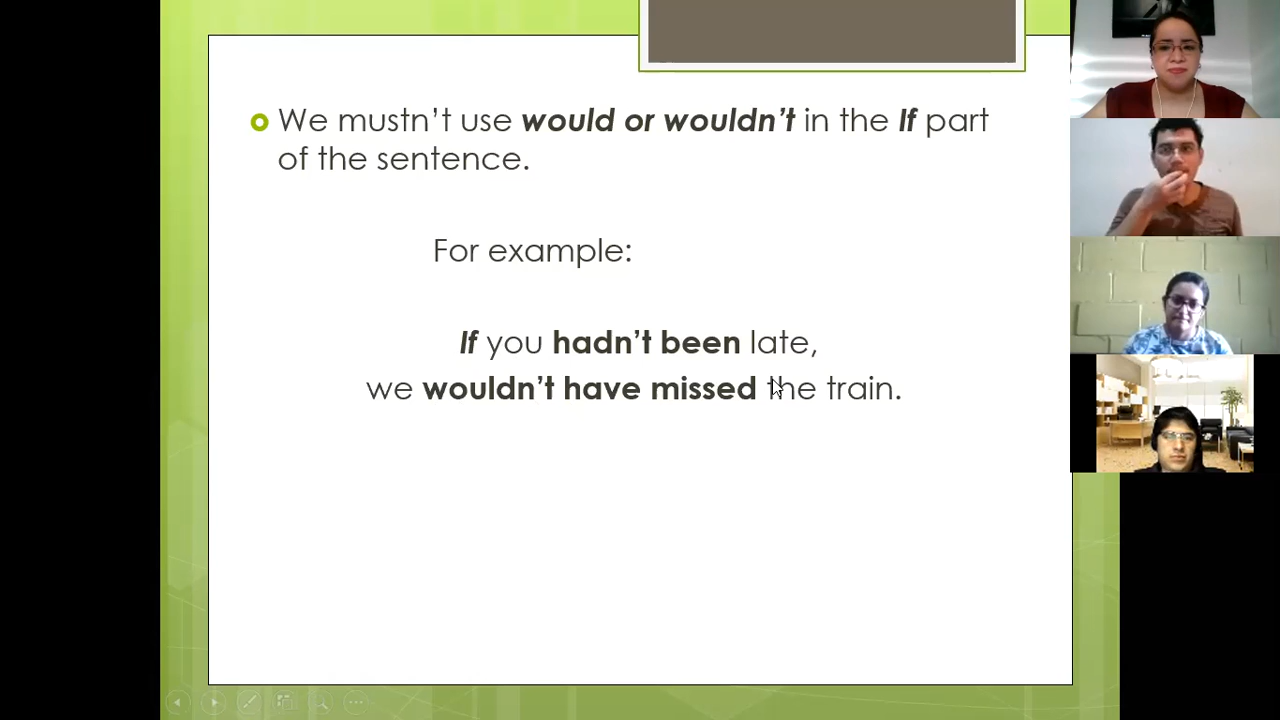 We mustn't use would or wouldn't in the If part
of the sentence.
For example:
If you hadn't been late,
we wouldn't have missed the train.